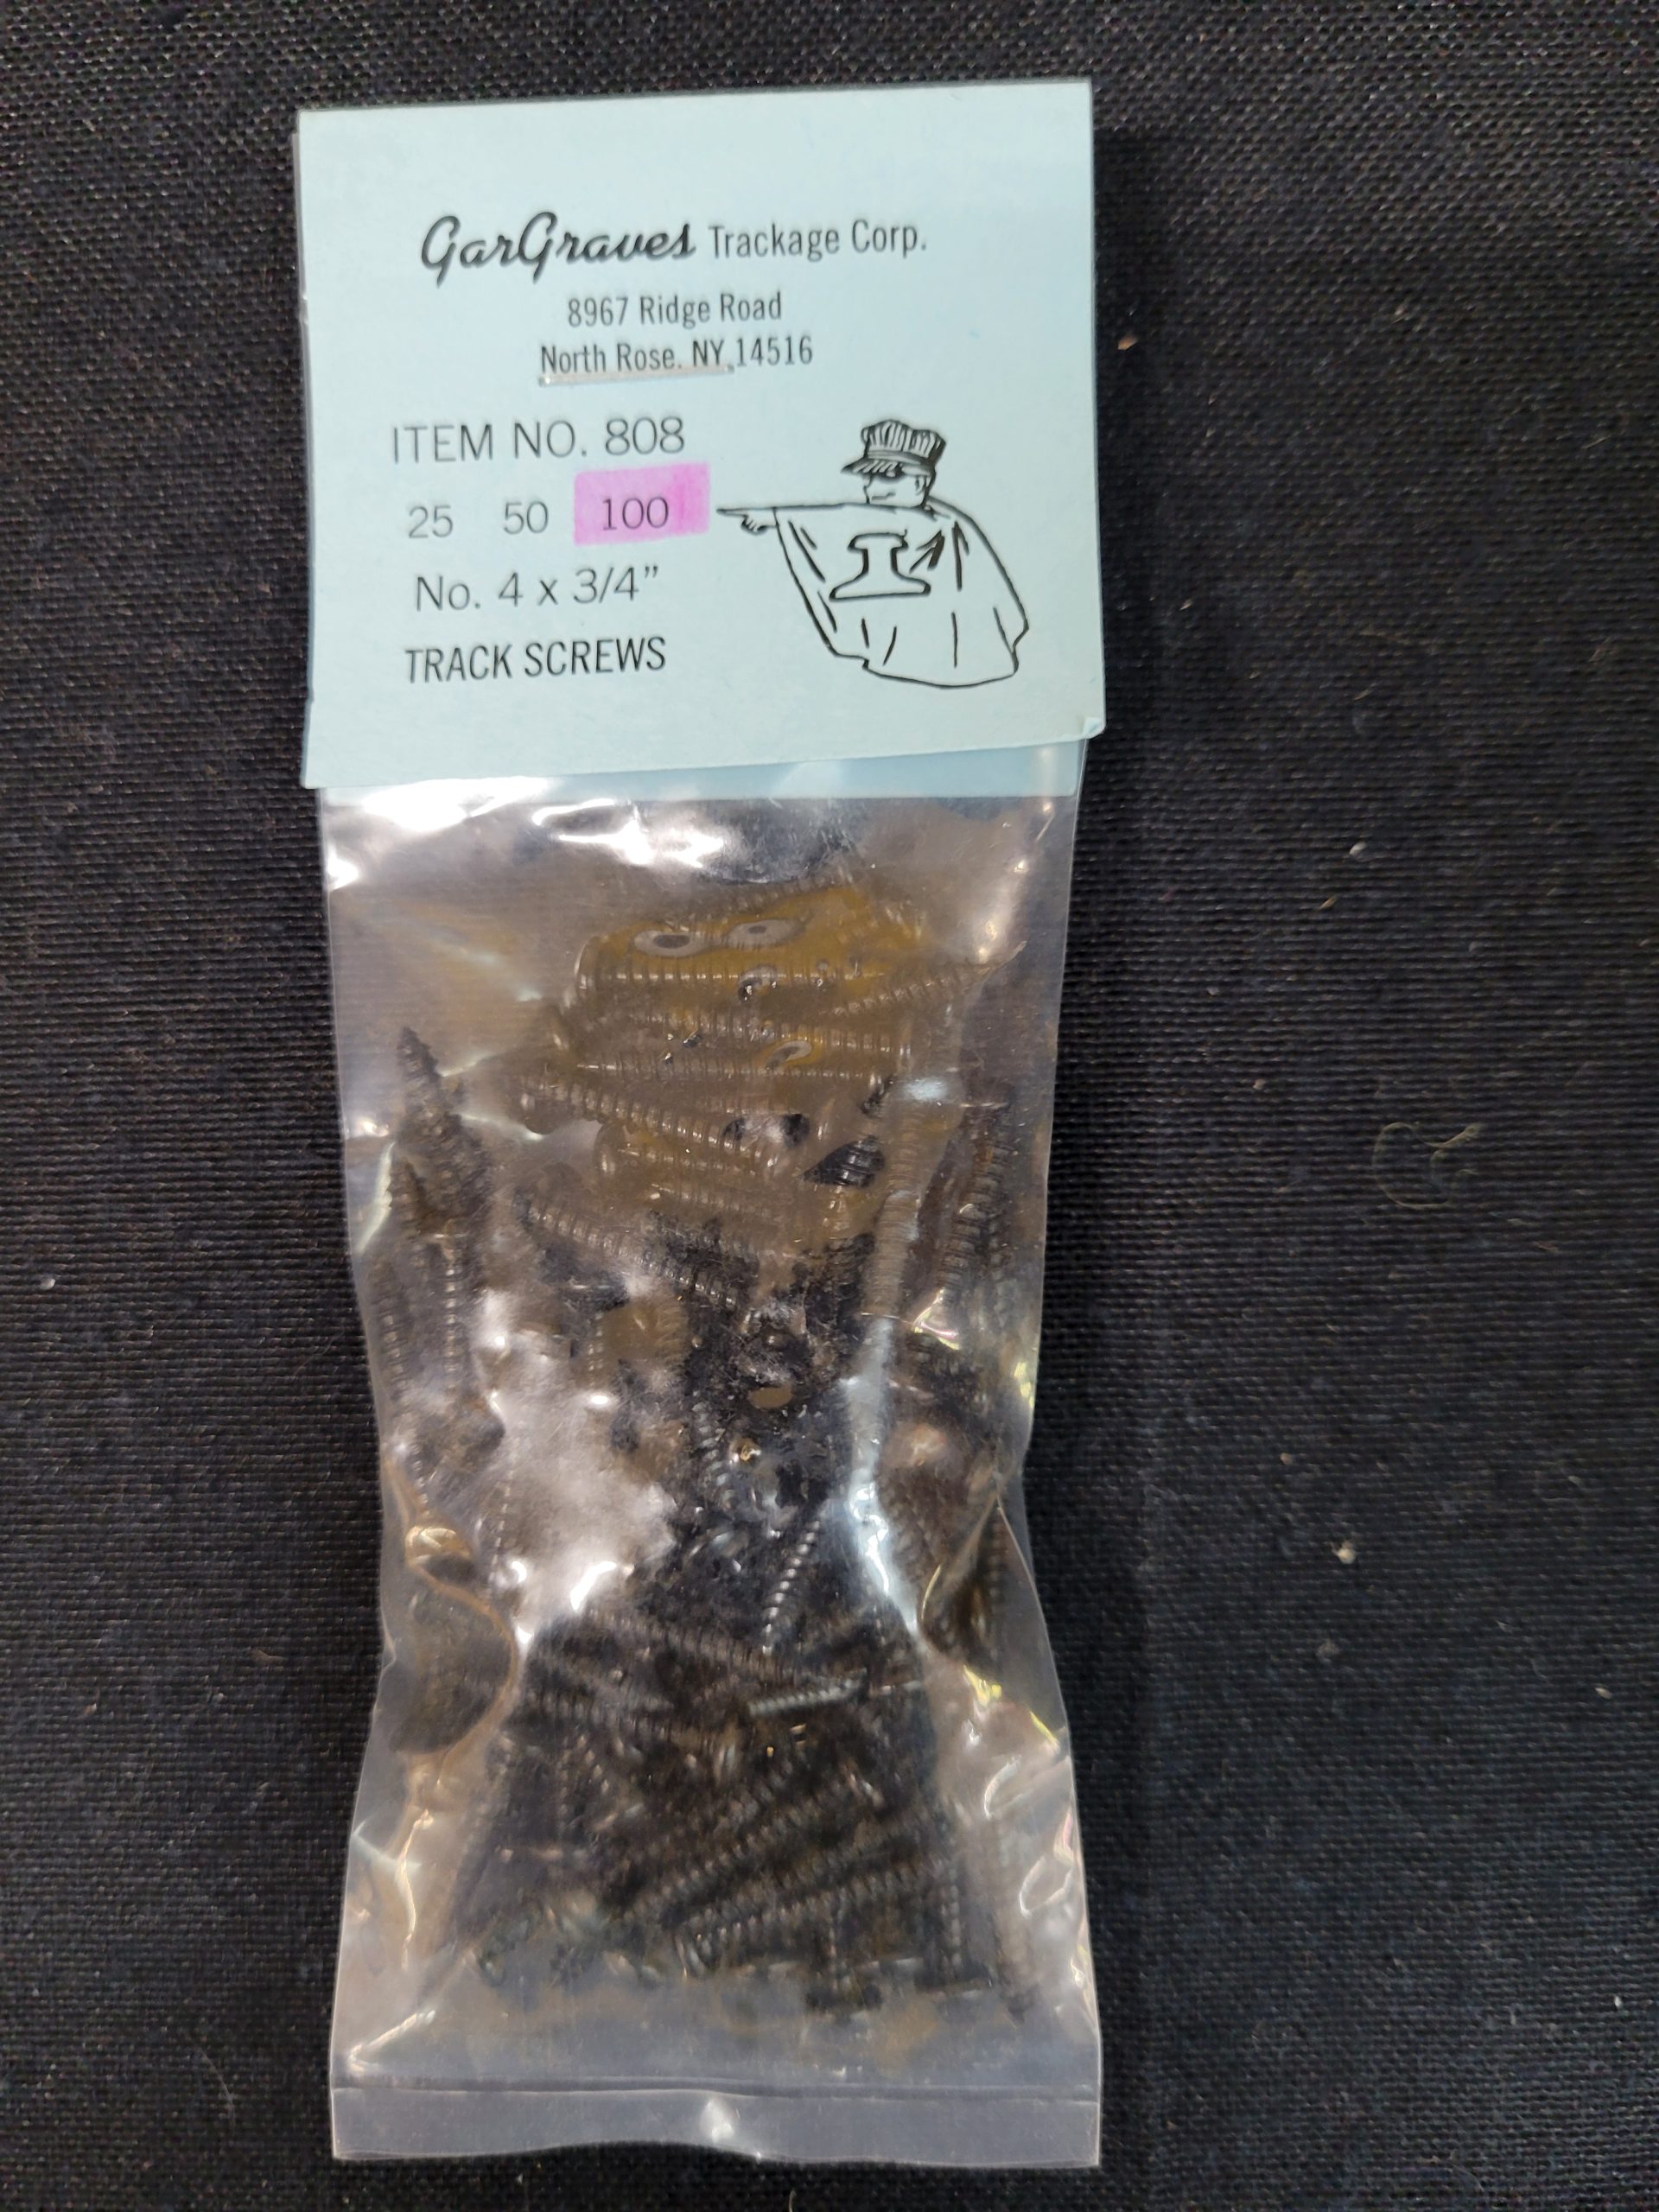 GarGraves Trackage Corp.
8967 Ridge Road
North Rose, NY 14516
ITEM NO. 808
25 50 100
No. 4 x 3/4”
TRACK SCREWS